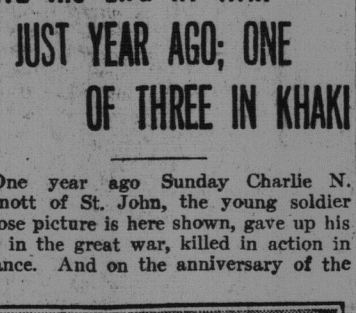 JUST YEAR AGO; ONE
OF THREE IN KHAKI
One year ago Sunday Charlie N.
nott of St. John, the young soldier
ose picture is here shown, gave up his
in the great war, killed in action in
ance. And on the anniversary of the